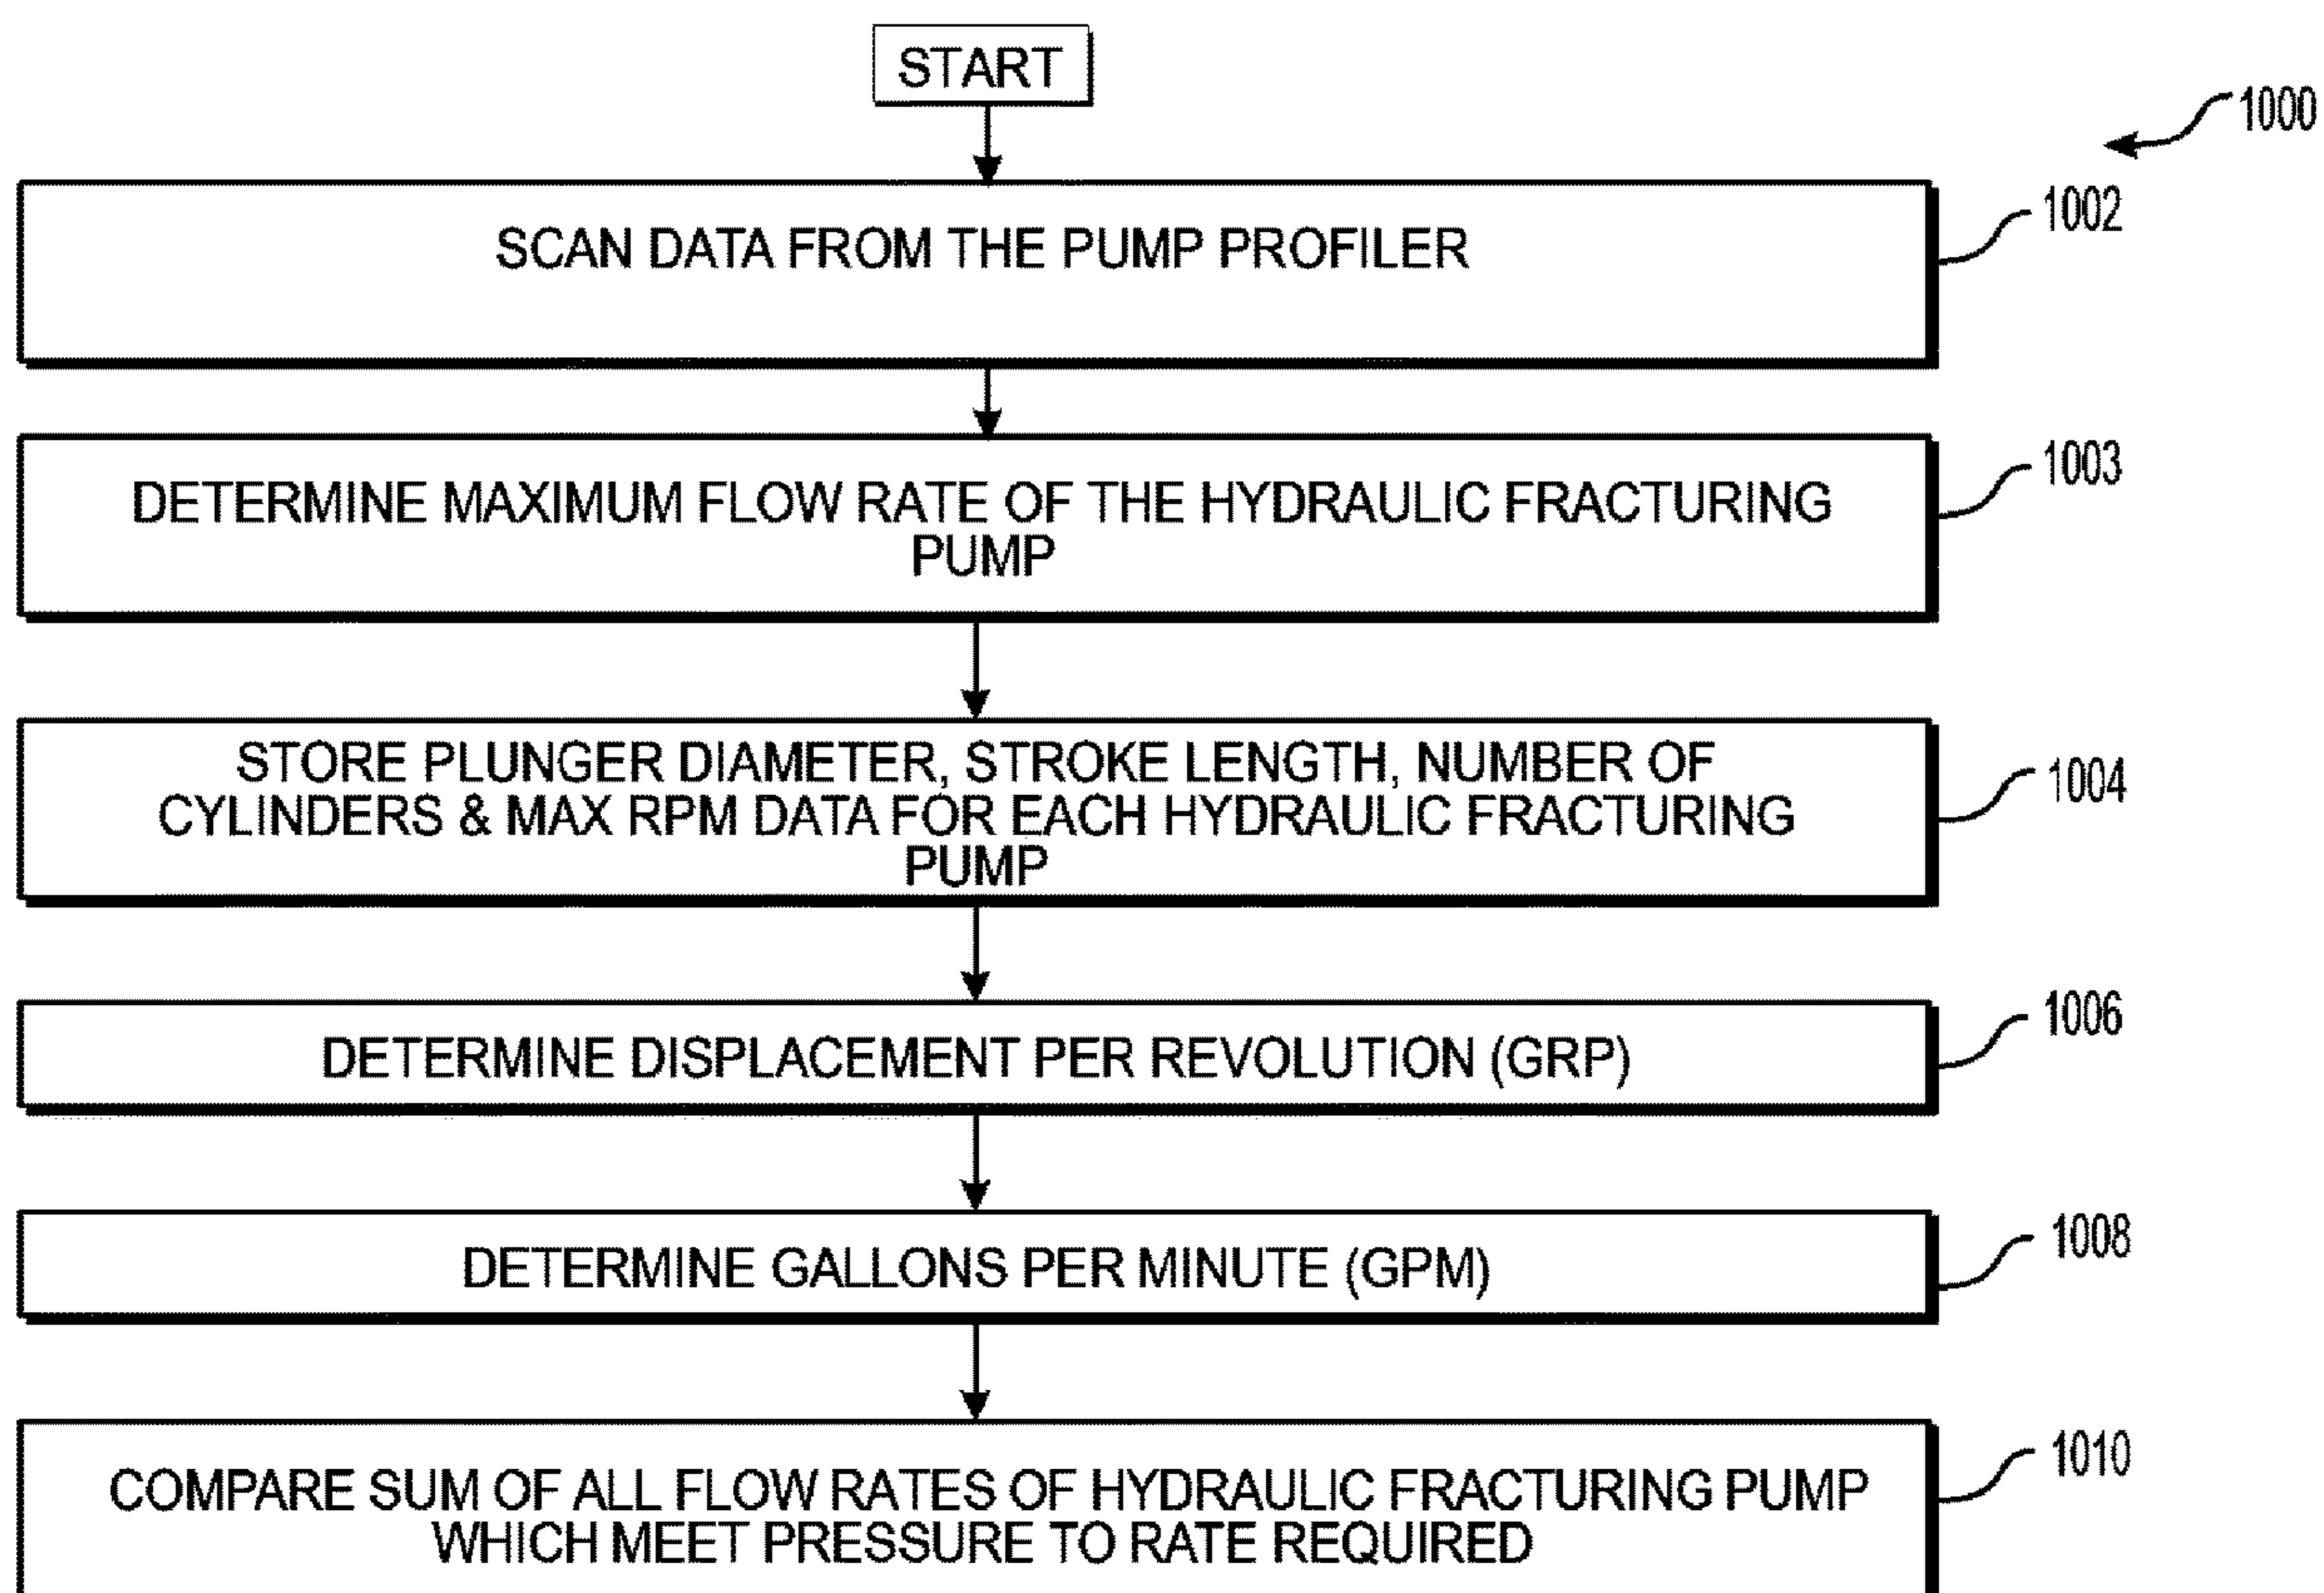 START
1000
SCAN DATA FROM THE PUMP PROFILER
1002
DETERMINE MAXIMUM FLOW RATE OF THE HYDRAULIC FRACTURING
PUMP
1003
STORE PLUNGER DIAMETER, STROKE LENGTH, NUMBER OF
CYLINDERS & MAX RPM DATA FOR EACH HYDRAULIC FRACTURING
PUMP
1004
DETERMINE DISPLACEMENT PER REVOLUTION (GRP)
1006
DETERMINE GALLONS PER MINUTE (GPM)
1008
COMPARE SUM OF ALL FLOW RATES OF HYDRAULIC FRACTURING PUMP
WHICH MEET PRESSURE TO RATE REQUIRED
1010